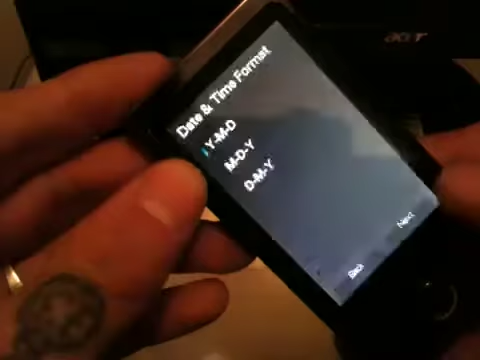 acer
Date & Time Format
Y-M-D
M-D-Y
D-M-Y
Next
Back